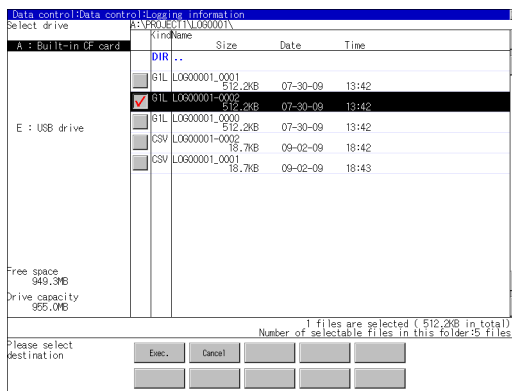 Data control:Data control:Logging information
Select drive
A:\PROJECT1\LOG0001\
Kind Name
Size Date Time
A : Built-in CF card
DIR ..
G1L LOG00001_0001
512.2KB 07-30-09 13:42
G1L LOG00001-0002
512.2KB 07-30-09 13:42
G1L LOG00001_0000
512.2KB 07-30-09 13:42
E : USB drive
CSV LOG00001-0002
18.7KB 09-02-09 18:42
CSV LOG00001_0001
18.7KB 09-02-09 18:43
Free space
949.3MB
Drive capacity
955.0MB
1 files are selected ( 512.2KB in total)
Number of selectable files in this folder:5 files
Please select
destination
Exec. Cancel